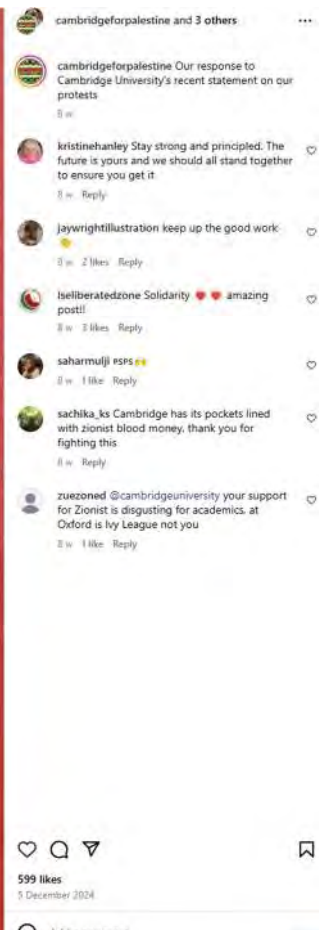 cambridgeforpalestine and 3 others
cambridgeforpalestine Our response to
Cambridge University's recent statement on our
protests
8 w
kristinehanley Stay strong and principled. The
future is yours and we should all stand together
to ensure you get it
8 w Reply
jaywrightillustration keep up the good work
8 w 2 likes Reply
lseliberatedzone Solidarity amazing
post!!
8 w 3 likes Reply
saharmulji PSPS
8 w 1 like Reply
sachika_ks Cambridge has its pockets lined
with zionist blood money, thank you for
fighting this
8 w Reply
zuezoned @cambridgeuniversity your support
for Zionist is disgusting for academics. at
Oxford is Ivy League not you
8 w 1 like Reply
599 likes
5 December 2024